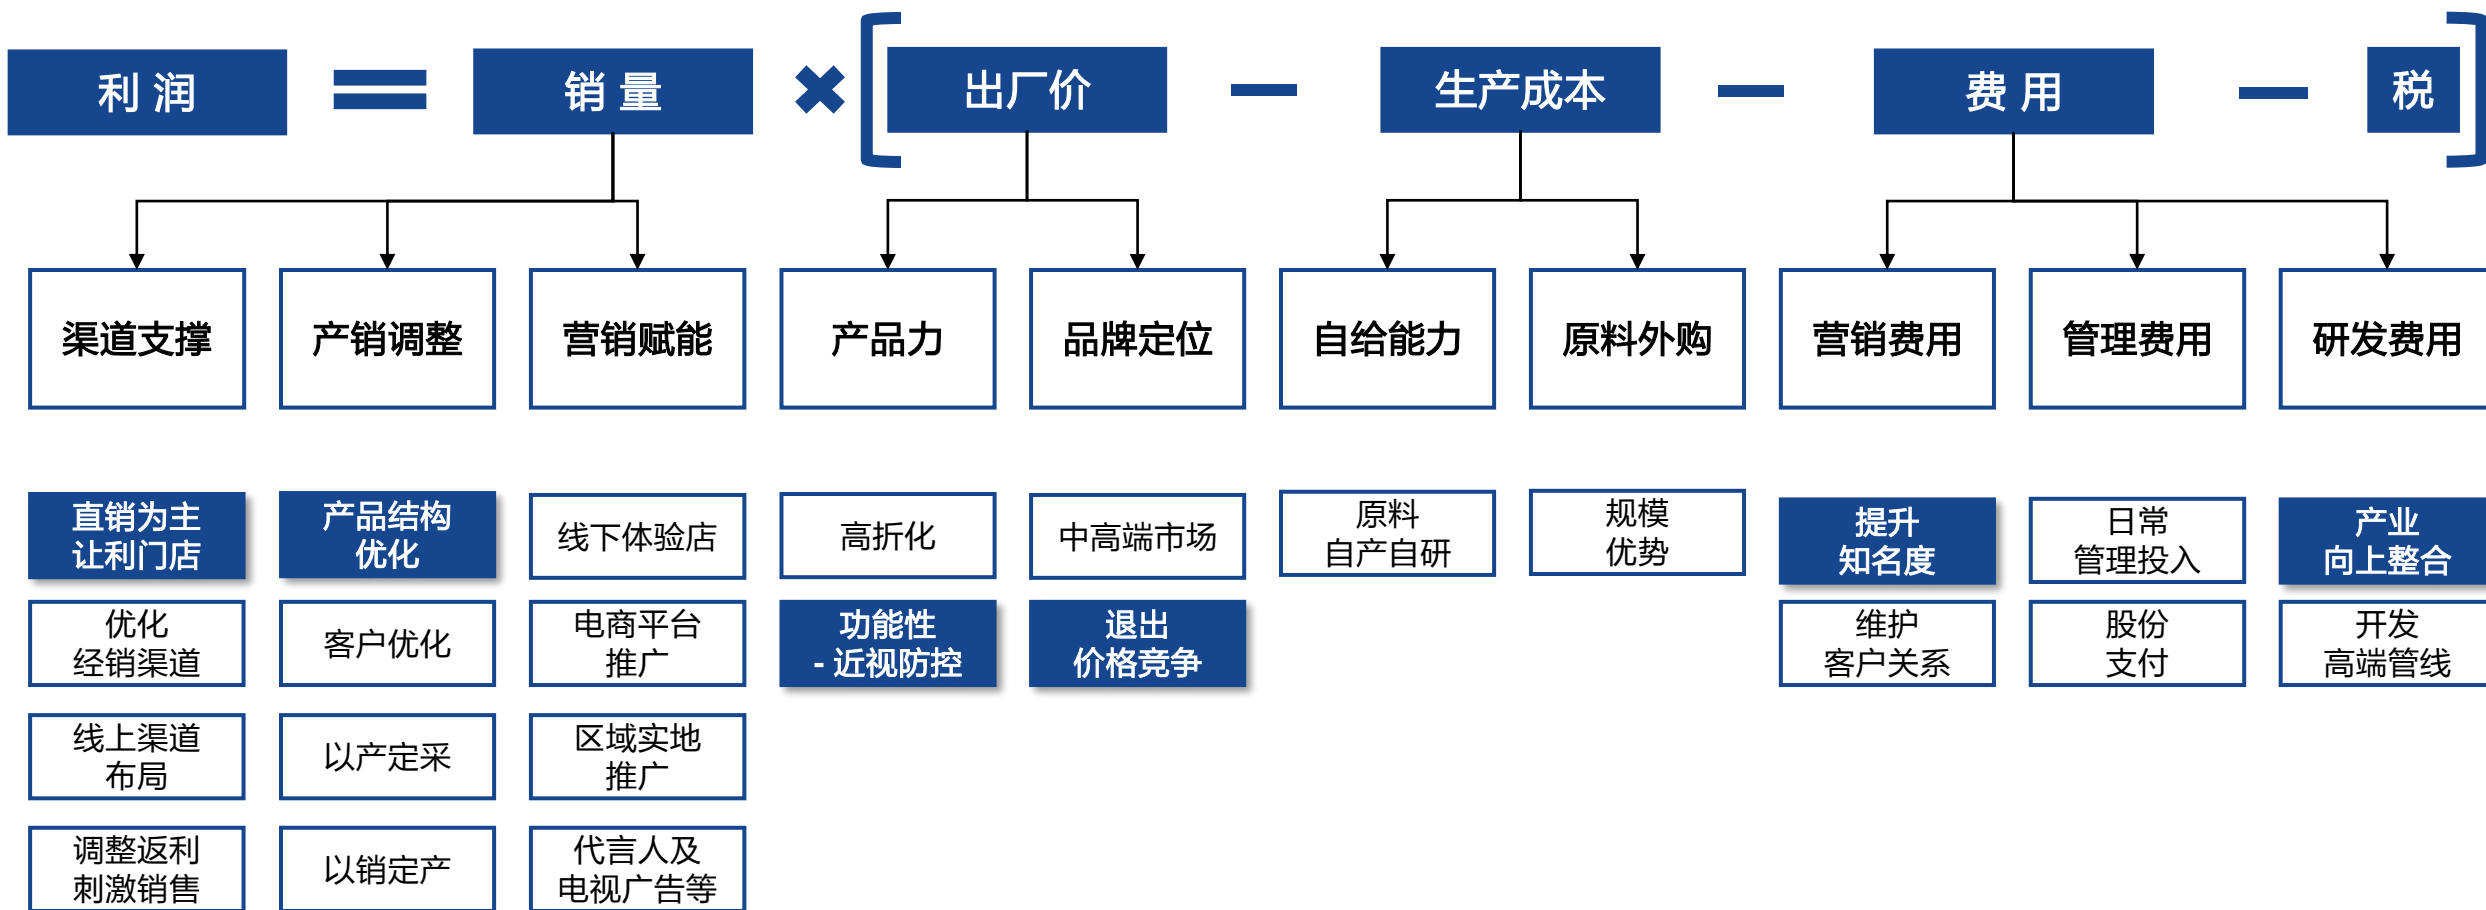 利 润
销 量
出厂价
生产成本
费 用
税
渠道支撑
产销调整
营销赋能
产品力
品牌定位
自给能力
原料外购
营销费用
管理费用
研发费用
直销为主
让利门店
产品结构
优化
线下体验店
高折化
中高端市场
原料
自产自研
规模
优势
提升
知名度
日常
管理投入
产业
向上整合
优化
经销渠道
客户优化
电商平台
推广
功能性
- 近视防控
退出
价格竞争
维护
客户关系
股份
支付
开发
高端管线
线上渠道
布局
以产定采
区域实地
推广
调整返利
刺激销售
以销定产
代言人及
电视广告等